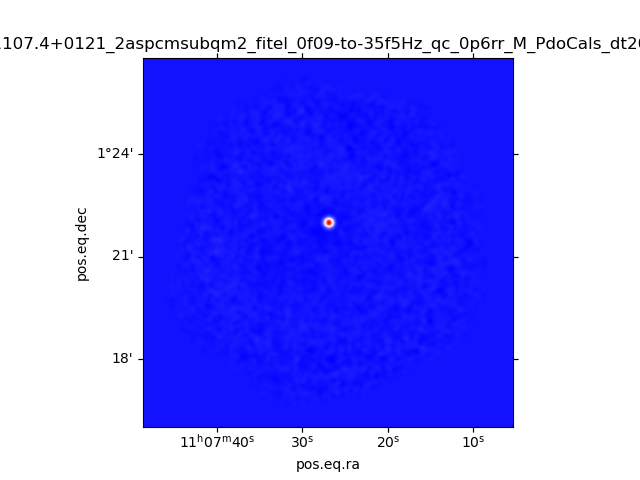 1107.4+0121_2aspcmsubqm2_fitel_0f09-to-35f5Hz_qc_0p6rr_M_PdoCals_dt20
1°24'
21'
18'
pos.eq.dec
11h07m40s 30s 20s 10s
pos.eq.ra